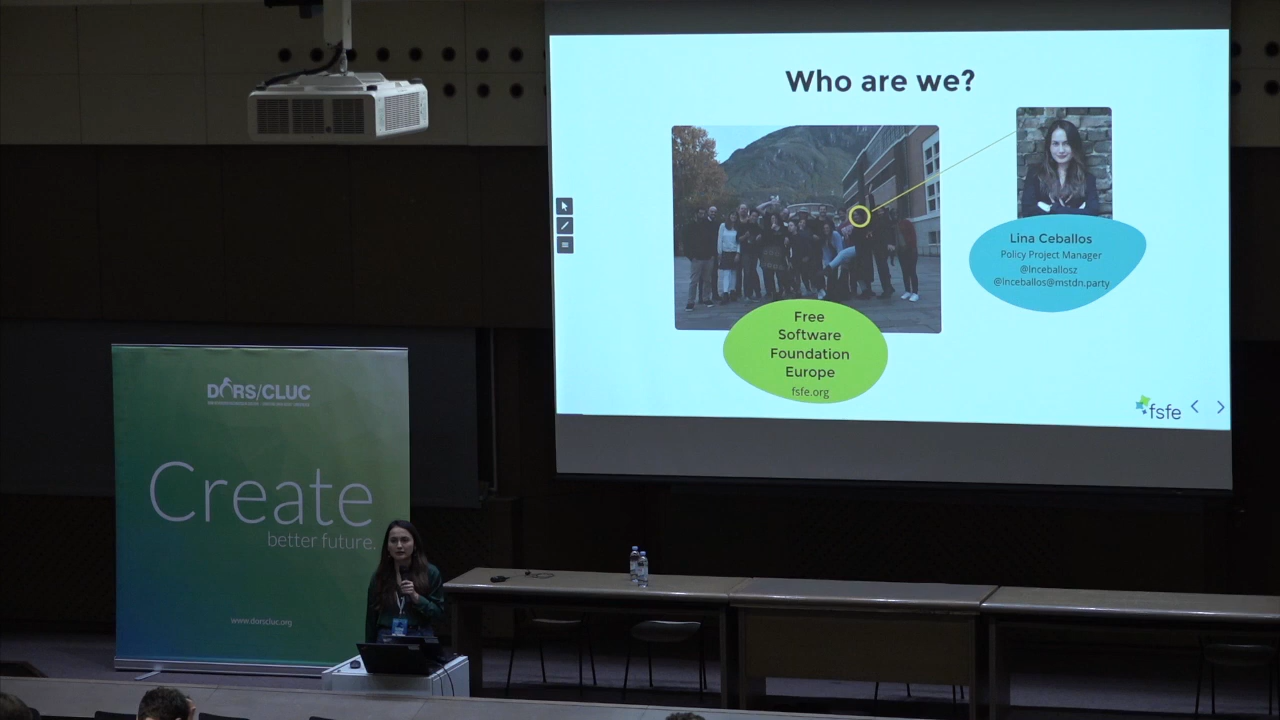 Who are we?
Lina Ceballos
Policy Project Manager
@lnceballosz
@lnceballos@mstdn.party
Free
Software
Foundation
Europe
fsfe.org
fsfe
DORS/CLUC
Create
better future.
www.dorscluc.org